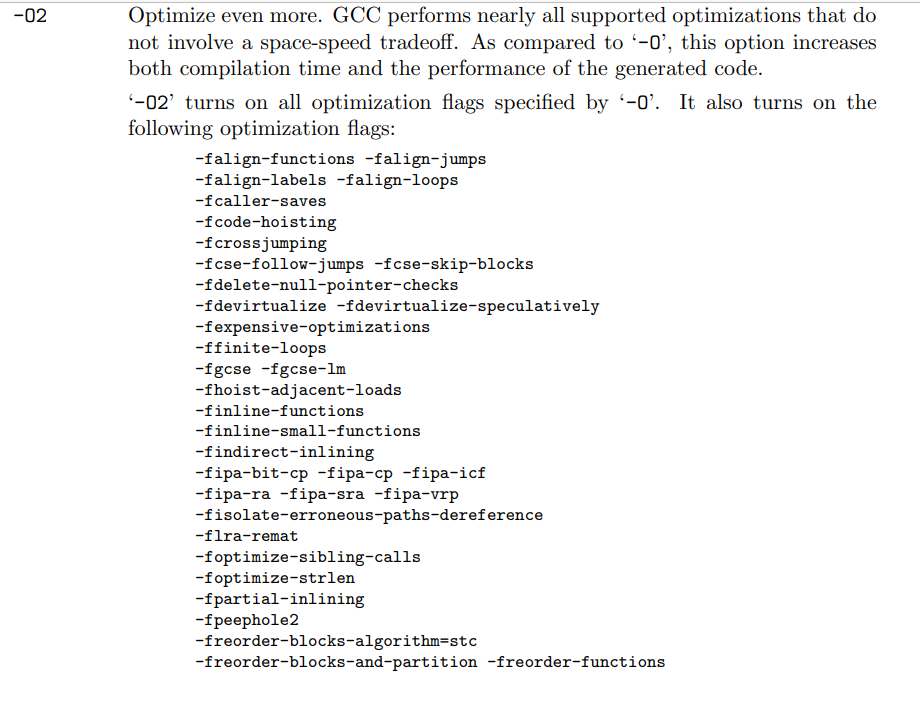 -O2 Optimize even more. GCC performs nearly all supported optimizations that do
not involve a space-speed tradeoff. As compared to ‘-O’, this option increases
both compilation time and the performance of the generated code.
‘-O2’ turns on all optimization flags specified by ‘-O’. It also turns on the
following optimization flags:
-falign-functions -falign-jumps
-falign-labels -falign-loops
-fcaller-saves
-fcode-hoisting
-fcrossjumping
-fcse-follow-jumps -fcse-skip-blocks
-fdelete-null-pointer-checks
-fdevirtualize -fdevirtualize-speculatively
-fexpensive-optimizations
-ffinite-loops
-fgcse -fgcse-lm
-fhoist-adjacent-loads
-finline-functions
-finline-small-functions
-findirect-inlining
-fipa-bit-cp -fipa-cp -fipa-icf
-fipa-ra -fipa-sra -fipa-vrp
-fisolate-erroneous-paths-dereference
-flra-remat
-foptimize-sibling-calls
-foptimize-strlen
-fpartial-inlining
-fpeephole2
-freorder-blocks-algorithm=stc
-freorder-blocks-and-partition -freorder-functions